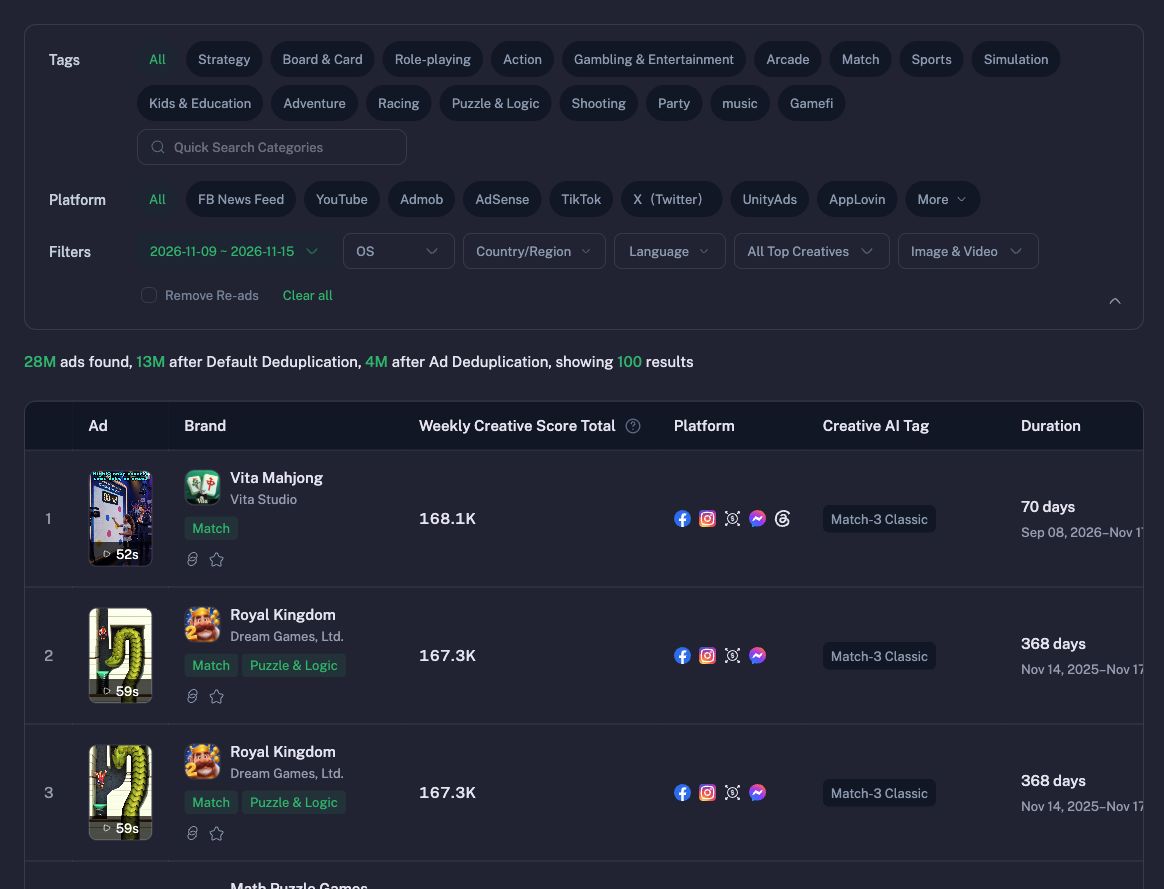 Tags All Strategy Board & Card Role-playing Action Gambling & Entertainment Arcade Match Sports Simulation
Kids & Education Adventure Racing Puzzle & Logic Shooting Party music Gamefi
Quick Search Categories
Platform All FB News Feed YouTube Admob AdSense TikTok X (Twitter) UnityAds AppLovin More
Filters 2026-11-09 ~ 2026-11-15 OS Country/Region Language All Top Creatives Image & Video
Remove Re-ads Clear all
28M ads found, 13M after Default Deduplication, 4M after Ad Deduplication, showing 100 results
Ad Brand Weekly Creative Score Total ? Platform Creative AI Tag Duration
1
52s
Vita Mahjong
Vita Studio
Match
168.1K
Match-3 Classic
70 days
Sep 08, 2026–Nov 17
2
59s
Royal Kingdom
Dream Games, Ltd.
Match Puzzle & Logic
167.3K
Match-3 Classic
368 days
Nov 14, 2025–Nov 17
3
59s
Royal Kingdom
Dream Games, Ltd.
Match Puzzle & Logic
167.3K
Match-3 Classic
368 days
Nov 14, 2025–Nov 17
Math Puzzle Games